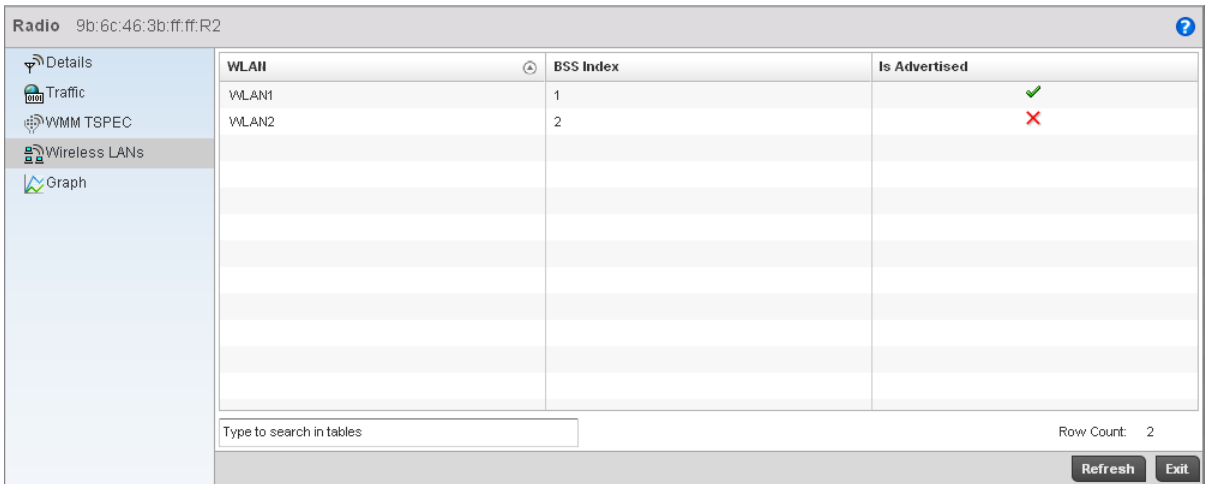 Radio 9b:6c:46:3b:ff:ff:R2
Details
Traffic
WMM TSPEC
Wireless LANs
Graph
WLAN BSS Index Is Advertised
WLAN1 1
WLAN2 2
Type to search in tables Row Count: 2
Refresh Exit